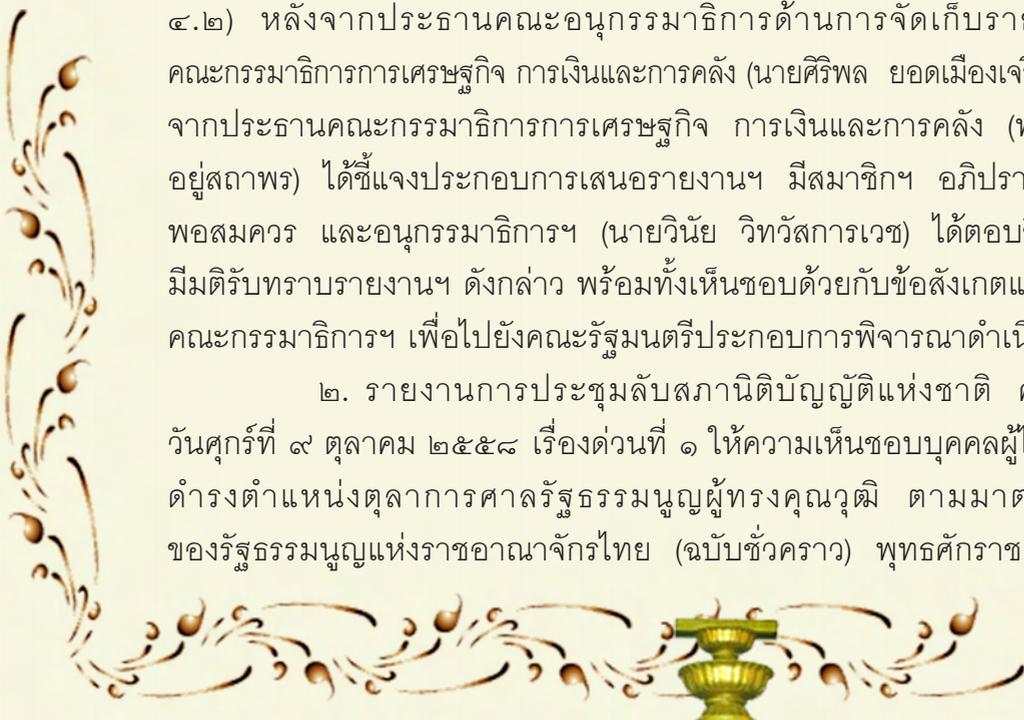 ๔.๒) หลังจากประธานคณะอนุกรรมาธิการด้านการจัดเก็บราย
คณะกรรมาธิการการเศรษฐกิจ การเงินและการคลัง (นายศิริพล ยอดเมืองเจ
จากประธานคณะกรรมาธิการการเศรษฐกิจ การเงินและการคลัง (
อยู่สถาพร) ได้ชี้แจงประกอบการเสนอรายงานฯ มีสมาชิกฯ อภิปรา
พอสมควร และอนุกรรมาธิการฯ (นายวินัย วิทวัสการเวช) ได้ตอบ
มีมติรับทราบรายงานฯ ดังกล่าว พร้อมทั้งเห็นชอบด้วยกับข้อสังเกต
คณะกรรมาธิการฯ เพื่อไปยังคณะรัฐมนตรีประกอบการพิจารณาดำเนิ
๒. รายงานการประชุมลับสภานิติบัญญัติแห่งชาติ
วันศุกร์ที่ ๙ ตุลาคม ๒๕๕๘ เรื่องด่วนที่ ๑ ให้ความเห็นชอบบุคคลผู้
ดำรงตำแหน่งตุลาการศาลรัฐธรรมนูญผู้ทรงคุณวุฒิ ตามมาต
ของรัฐธรรมนูญแห่งราชอาณาจักรไทย (ฉบับชั่วคราว) พุทธศักราช